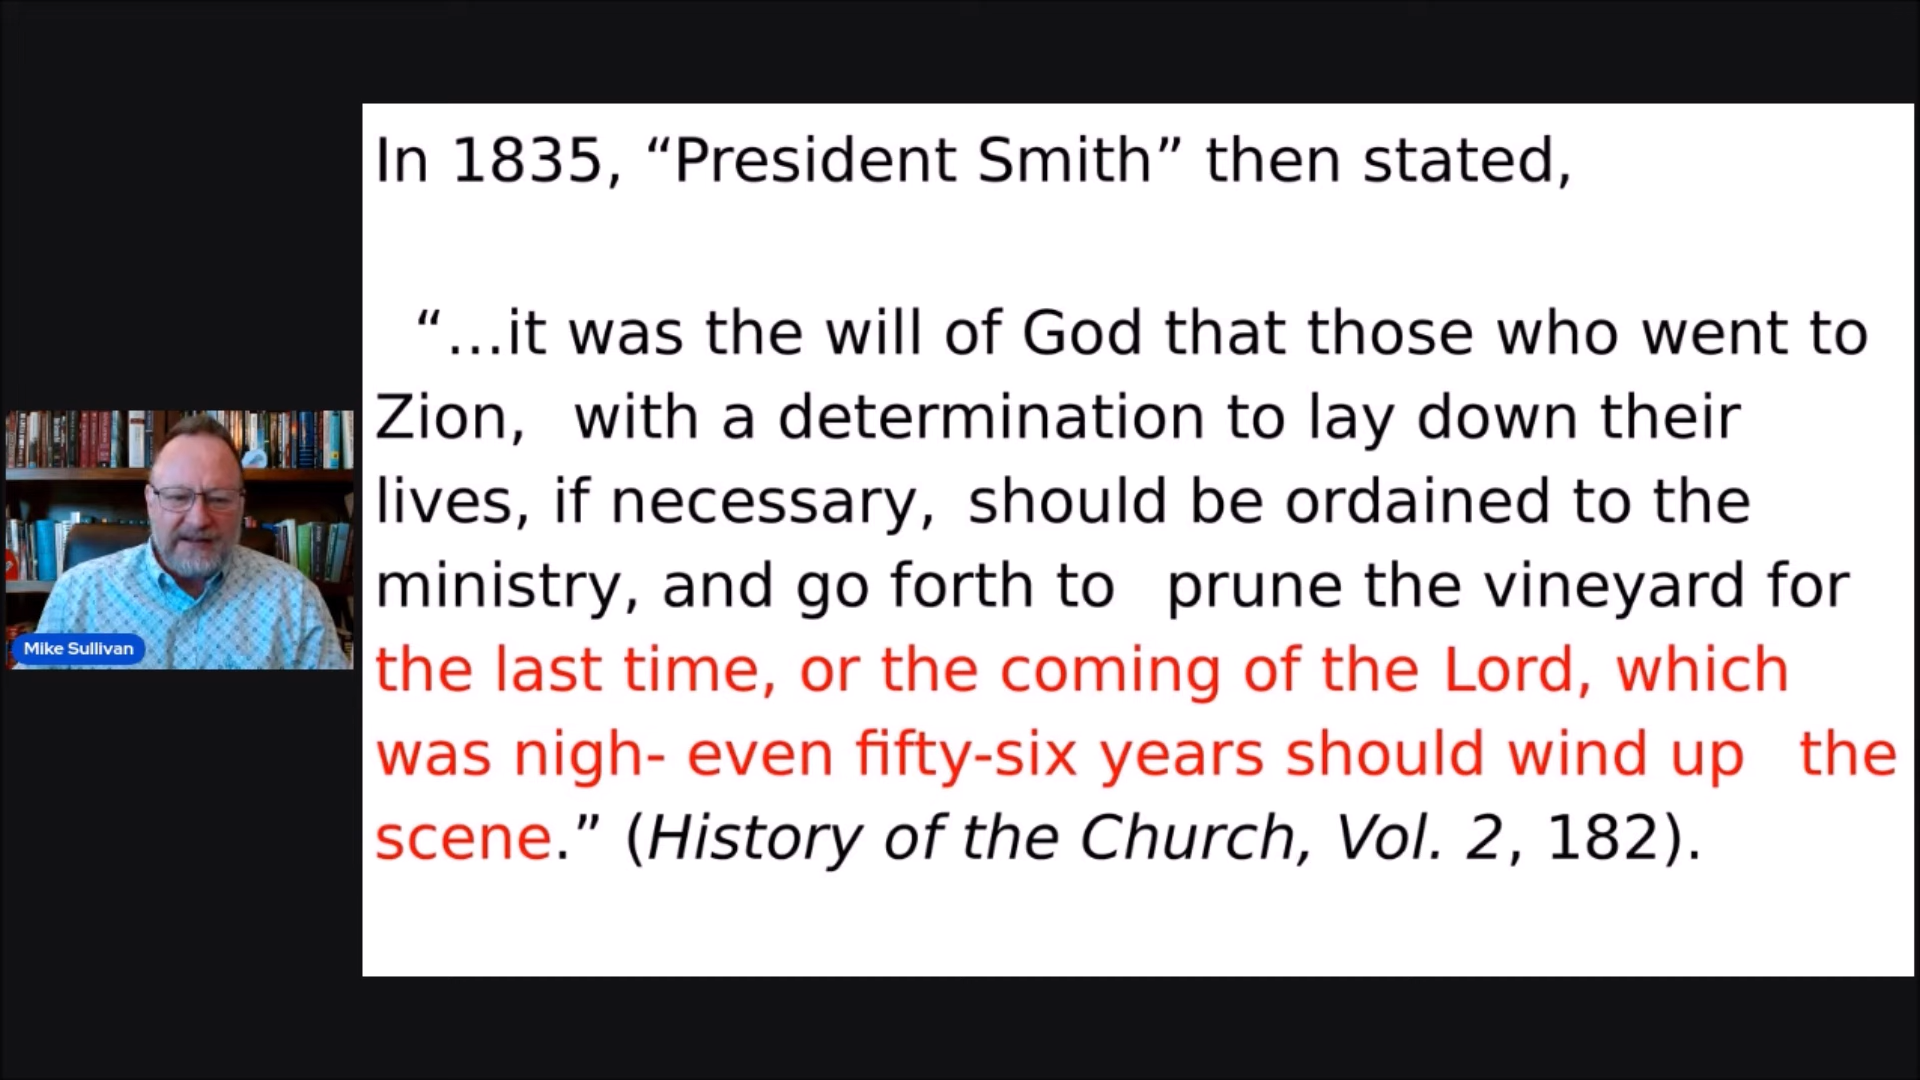 In 1835, “President Smith” then stated,
“...it was the will of God that those who went to
Zion, with a determination to lay down their
lives, if necessary, should be ordained to the
ministry, and go forth to prune the vineyard for
the last time, or the coming of the Lord, which
was nigh- even fifty-six years should wind up the
scene.” (History of the Church, Vol. 2, 182).
Mike Sullivan